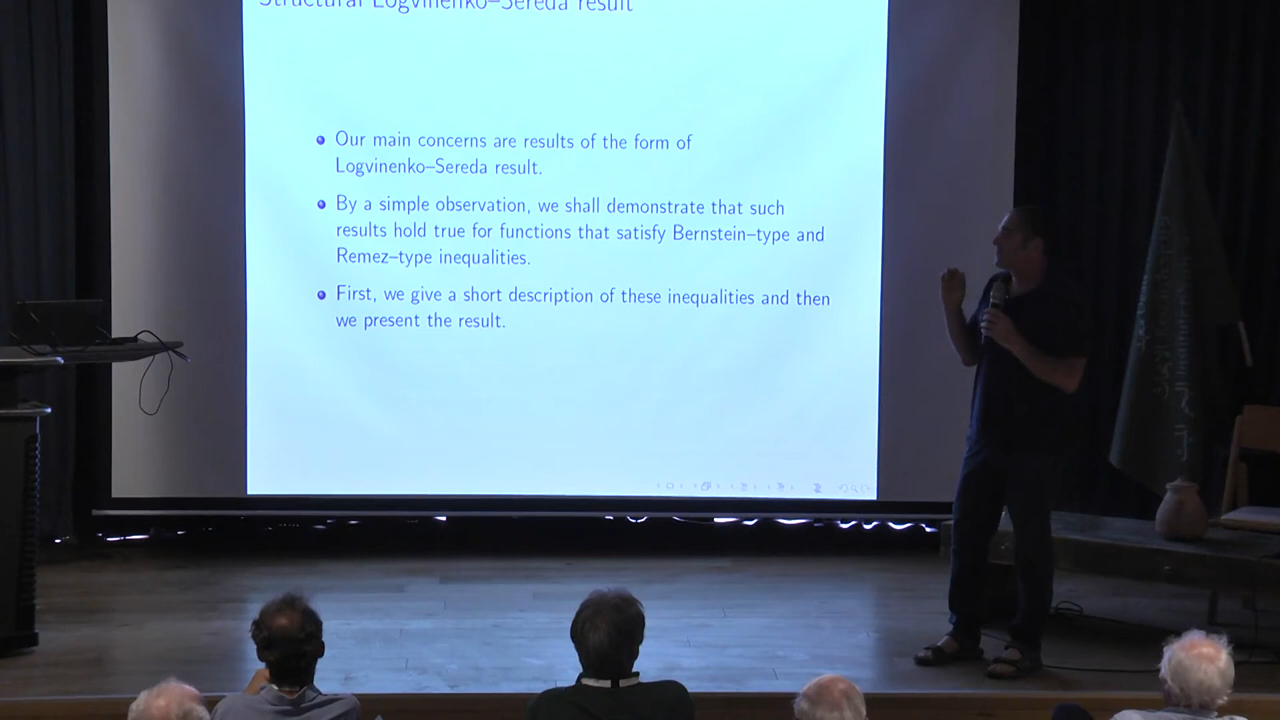 Structural Logvinenko–Sereda result
Our main concerns are results of the form of
Logvinenko–Sereda result.
By a simple observation, we shall demonstrate that such
results hold true for functions that satisfy Bernstein–type and
Remez–type inequalities.
First, we give a short description of these inequalities and then
we present the result.